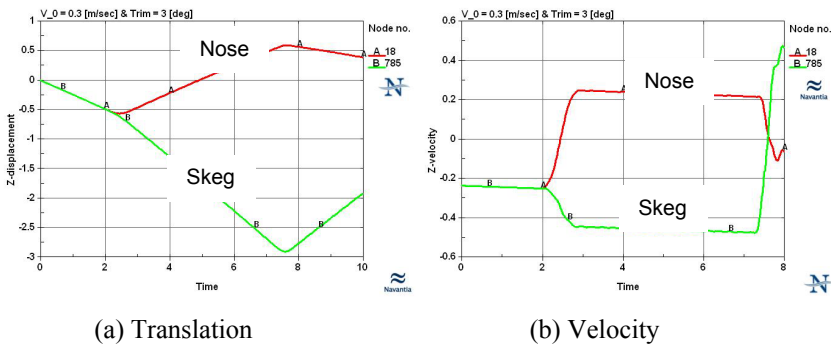 V_0 = 0.3 [m/sec] & Trim = 3 [deg]
Node no.
A 18
B 785
Nose
Skeg
A
B
Z-displacement
1
0.5
0
-0.5
-1
-1.5
-2
-2.5
-3
0 2 4 6 8 10
Time
N
Navantia
(a) Translation
V_0 = 0.3 [m/sec] & Trim = 3 [deg]
Node no.
A 18
B 785
Nose
Skeg
A
B
Z-velocity
0.6
0.4
0.2
0
-0.2
-0.4
-0.6
0 2 4 6 8
Time
Navantia
N
(b) Velocity